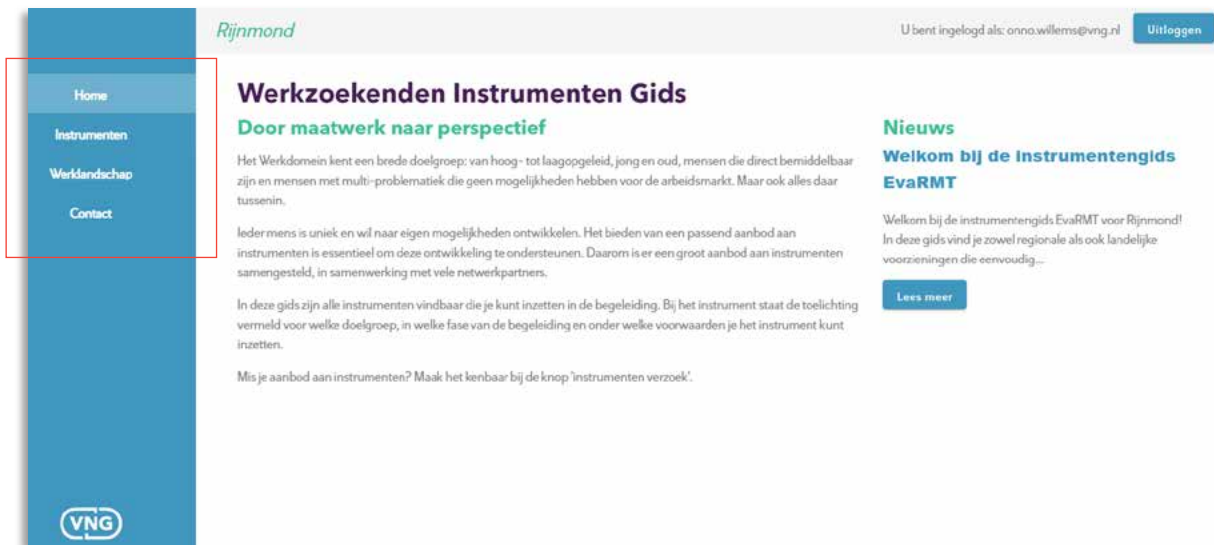 Rijnmond
U bent ingelogd als: onno.willems@vng.nl
Uitloggen
Home
Instrumenten
Werklandschap
Contact
Werkzoekenden Instrumenten Gids
Door maatwerk naar perspectief
Het Werkdomein kent een brede doelgroep: van hoog- tot laagopgeleid, jong en oud, mensen die direct bemiddelbaar
zijn en mensen met multi-problematiek die geen mogelijkheden hebben voor de arbeidsmarkt. Maar ook alles daar
tussenin.
Ieder mens is uniek en wil naar eigen mogelijkheden ontwikkelen. Het bieden van een passend aanbod aan
instrumenten is essentieel om deze ontwikkeling te ondersteunen. Daarom is er een groot aanbod aan instrumenten
samengesteld, in samenwerking met vele netwerkpartners.
In deze gids zijn alle instrumenten vindbaar die je kunt inzetten in de begeleiding. Bij het instrument staat de toelichting
vermeld voor welke doelgroep, in welke fase van de begeleiding en onder welke voorwaarden je het instrument kunt
inzetten.
Mis je aanbod aan instrumenten? Maak het kenbaar bij de knop 'instrumenten verzoek'.
Nieuws
Welkom bij de instrumentengids
EvaRMT
Welkom bij de instrumentengids EvaRMT voor Rijnmond!
In deze gids vind je zowel regionale als ook landelijke
voorzieningen die eenvoudig...
Lees meer
VNG